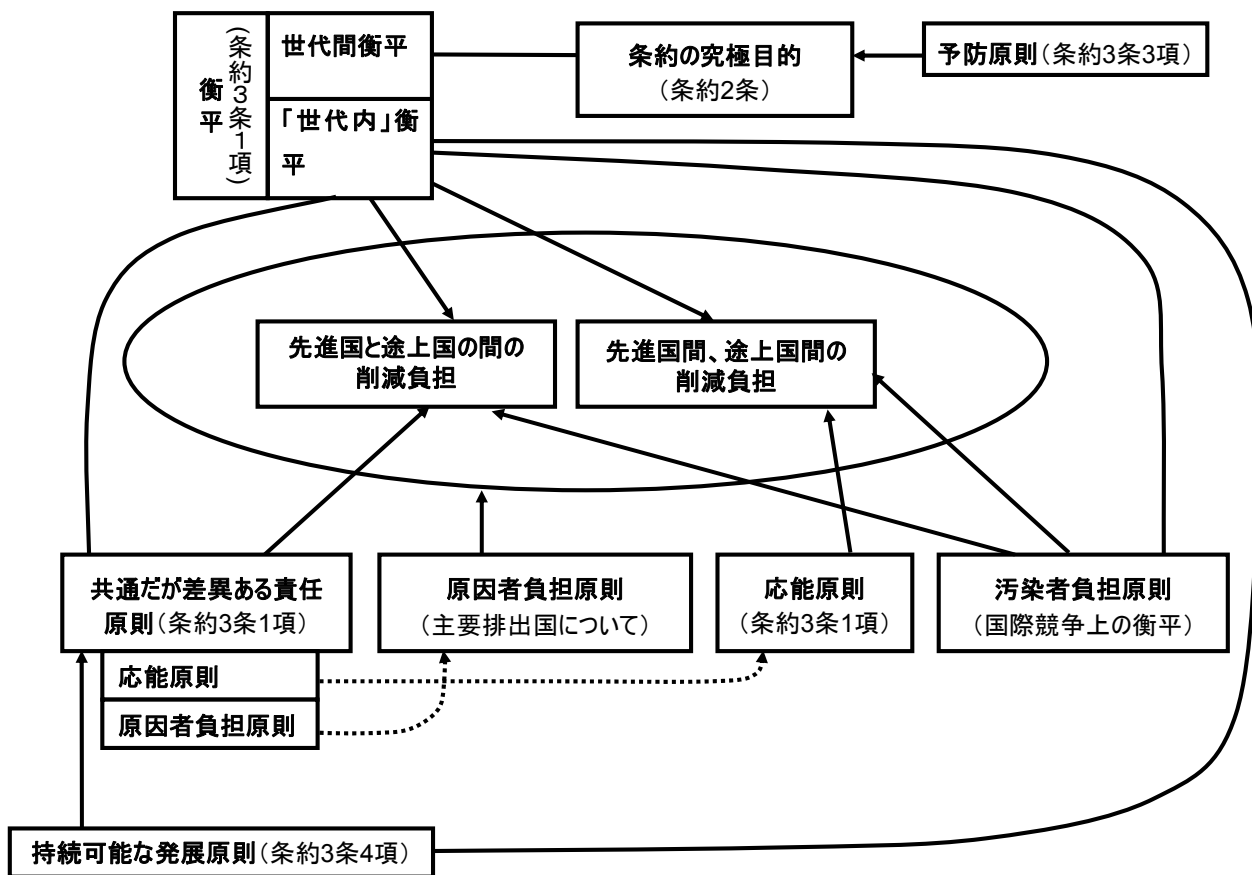 衡平
（条約3条1項）
世代間衡平
「世代内」衡
平
条約の究極目的
（条約2条）
予防原則（条約3条3項）
先進国と途上国の間の
削減負担
先進国間、途上国間の
削減負担
共通だが差異ある責任
原則（条約3条1項）
応能原則
原因者負担原則
原因者負担原則
（主要排出国について）
応能原則
（条約3条1項）
汚染者負担原則
（国際競争上の衡平）
持続可能な発展原則（条約3条4項）